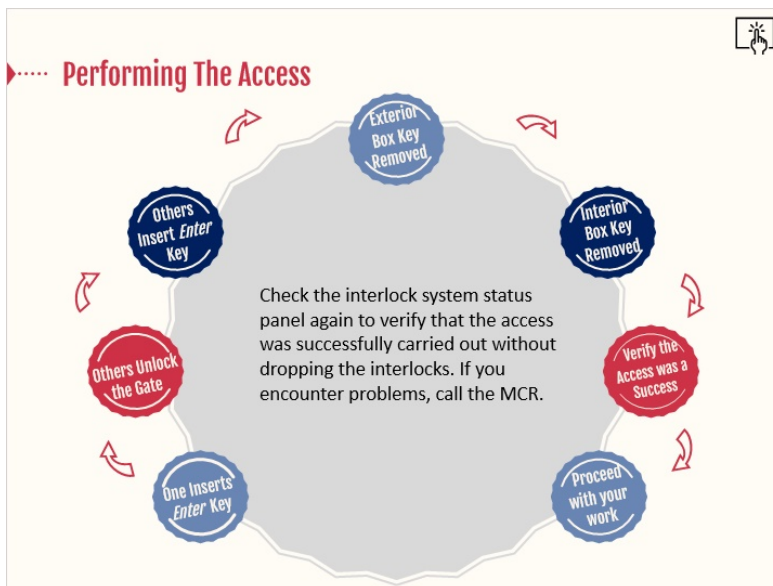 Performing The Access
One Inserts
Enter Key
Others Unlock
the Gate
Others
Insert Enter
Key
Exterior
Box Key
Removed
Interior
Box Key
Removed
Verify the
Access was a
Success
Proceed
with your
work
Check the interlock system status
panel again to verify that the access
was successfully carried out without
dropping the interlocks. If you
encounter problems, call the MCR.